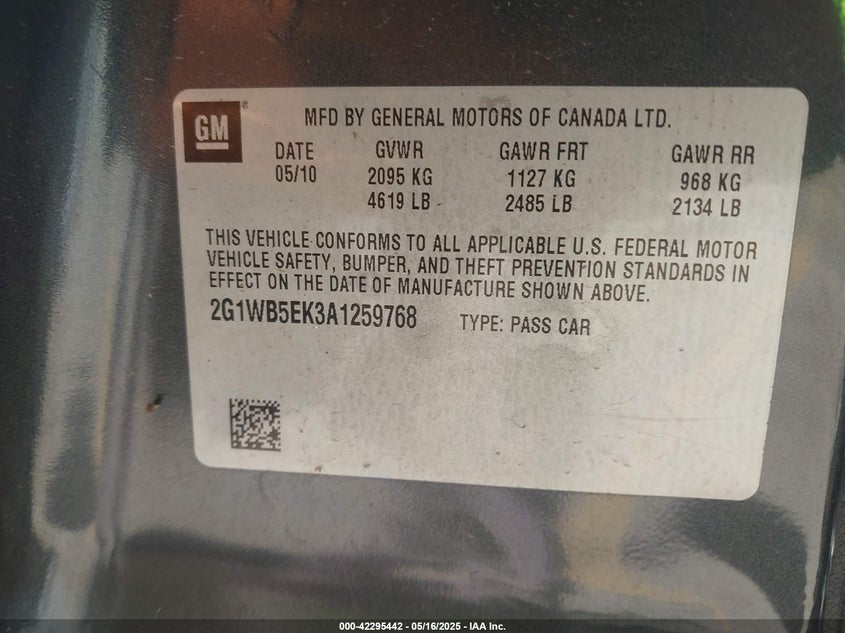 GM ®
MFD BY GENERAL MOTORS OF CANADA LTD.
DATE GVWR GAWR FRT GAWR RR
05/10 2095 KG 1127 KG 968 KG
4619 LB 2485 LB 2134 LB
THIS VEHICLE CONFORMS TO ALL APPLICABLE U.S. FEDERAL MOTOR
VEHICLE SAFETY, BUMPER, AND THEFT PREVENTION STANDARDS IN
EFFECT ON THE DATE OF MANUFACTURE SHOWN ABOVE.
2G1WB5EK3A1259768 TYPE: PASS CAR
000-42295442 - 05/16/2025 - IAA Inc.